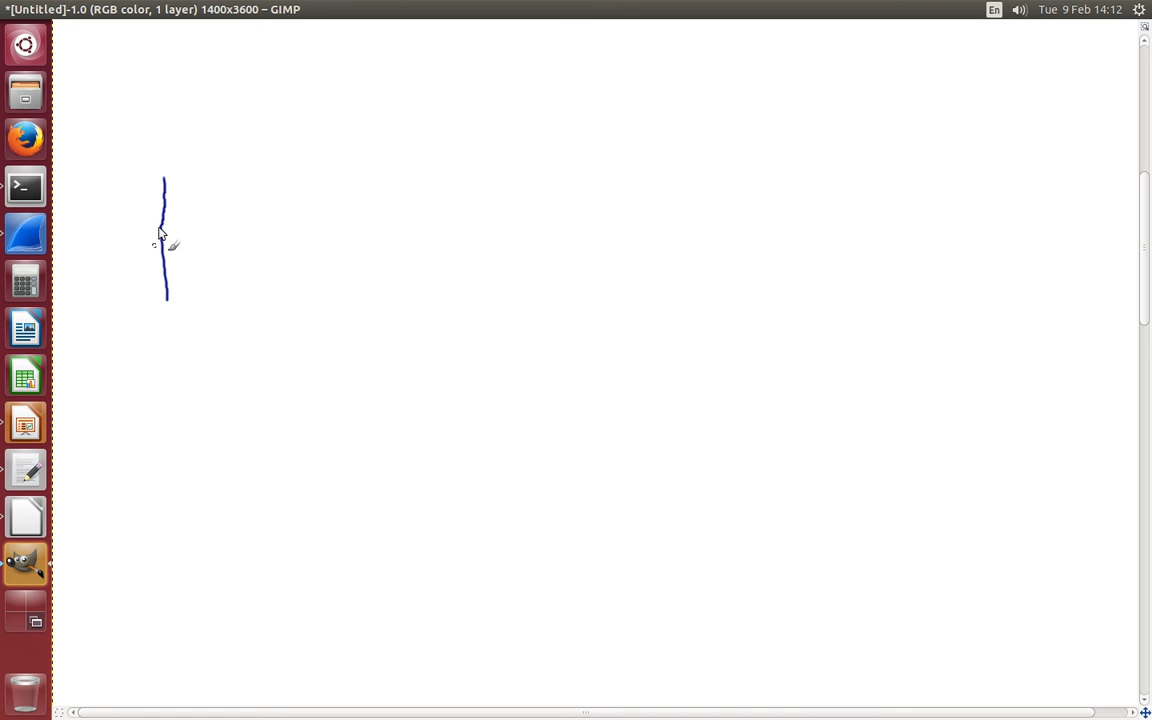 *[Untitled]-1.0 (RGB color, 1 layer) 1400x3600 – GIMP
En
Tue 9 Feb 14:12
>_